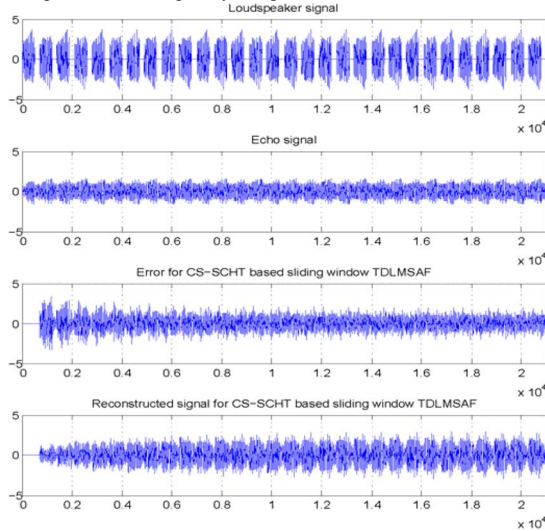 Loudspeaker signal
5
0
-5
0 0.2 0.4 0.6 0.8 1 1.2 1.4 1.6 1.8 2
x 10⁴
Echo signal
5
0
-5
0 0.2 0.4 0.6 0.8 1 1.2 1.4 1.6 1.8 2
x 10⁴
Error for CS-SCHT based sliding window TDLMSAF
5
0
-5
0 0.2 0.4 0.6 0.8 1 1.2 1.4 1.6 1.8 2
x 10⁴
Reconstructed signal for CS-SCHT based sliding window TDLMSAF
5
0
-5
0 0.2 0.4 0.6 0.8 1 1.2 1.4 1.6 1.8 2
x 10⁴